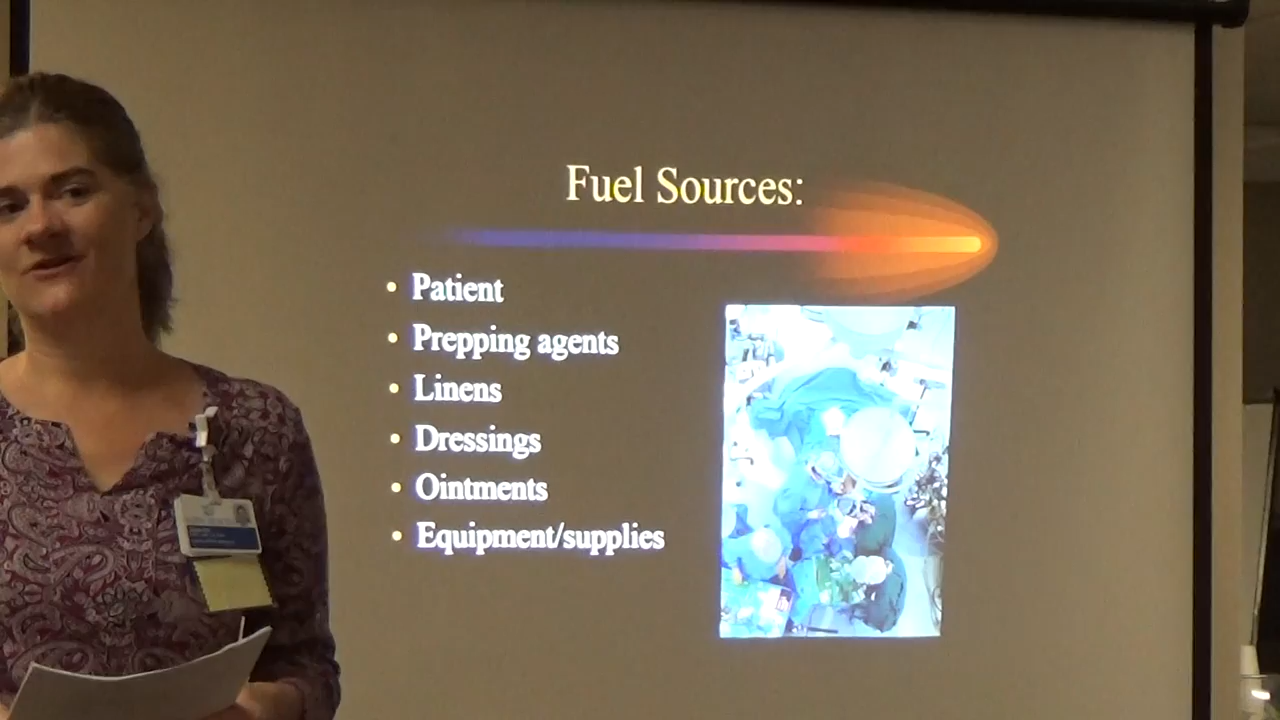 Fuel Sources:
• Patient
• Prepping agents
• Linens
• Dressings
• Ointments
• Equipment/supplies